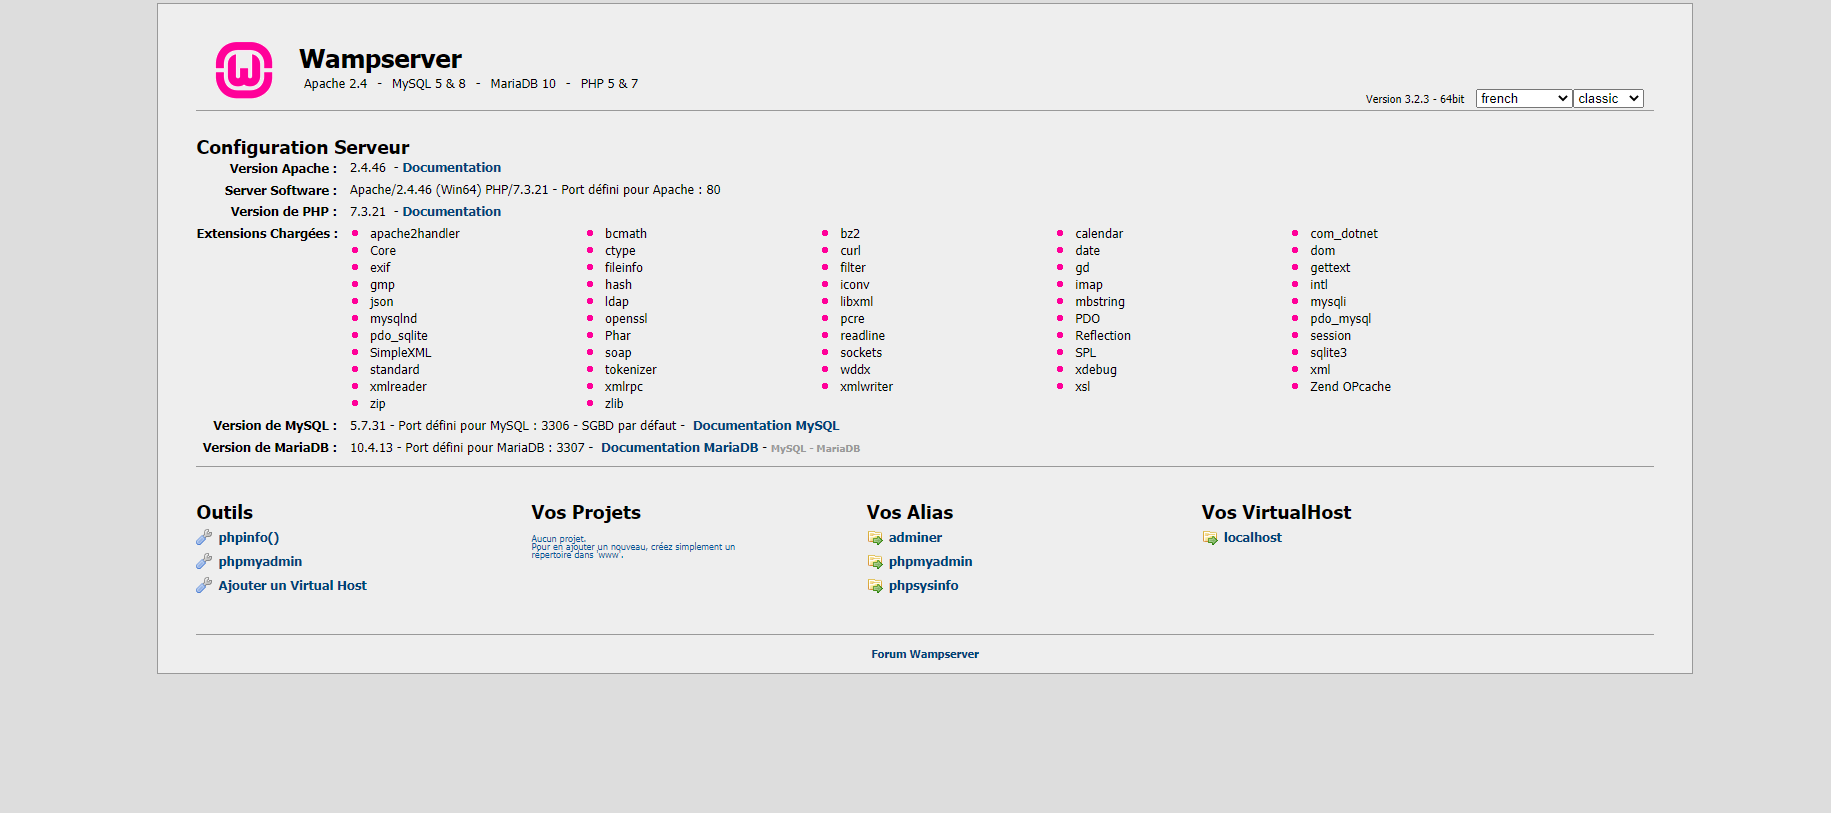 Wampserver
Apache 2.4 - MySQL 5 & 8 - MariaDB 10 - PHP 5 & 7
Version 3.2.3 - 64bit french classic
Configuration Serveur
Version Apache : 2.4.46 - Documentation
Server Software : Apache/2.4.46 (Win64) PHP/7.3.21 - Port défini pour Apache : 80
Version de PHP : 7.3.21 - Documentation
Extensions Chargées : apache2handler bcmath bz2 calendar com_dotnet
Core ctype curl date dom
exif fileinfo filter gd gettext
gmp hash iconv imap intl
json ldap libxml mbstring mysqli
mysqlnd openssl pcre PDO pdo_mysql
pdo_sqlite Phar readline Reflection session
SimpleXML soap sockets SPL sqlite3
standard tokenizer wddx xdebug xml
xmlreader xmlrpc xmlwriter xsl Zend OPcache
zip zlib
Version de MySQL : 5.7.31 - Port défini pour MySQL : 3306 - SGBD par défaut - Documentation MySQL
Version de MariaDB : 10.4.13 - Port défini pour MariaDB : 3307 - Documentation MariaDB - MySQL - MariaDB
Outils
phpinfo()
phpmyadmin
Ajouter un Virtual Host
Vos Projets
Aucun projet.
Pour en ajouter un nouveau, créez simplement un
répertoire dans 'www'.
Vos Alias
adminer
phpmyadmin
phpsysinfo
Vos VirtualHost
localhost
Forum Wampserver